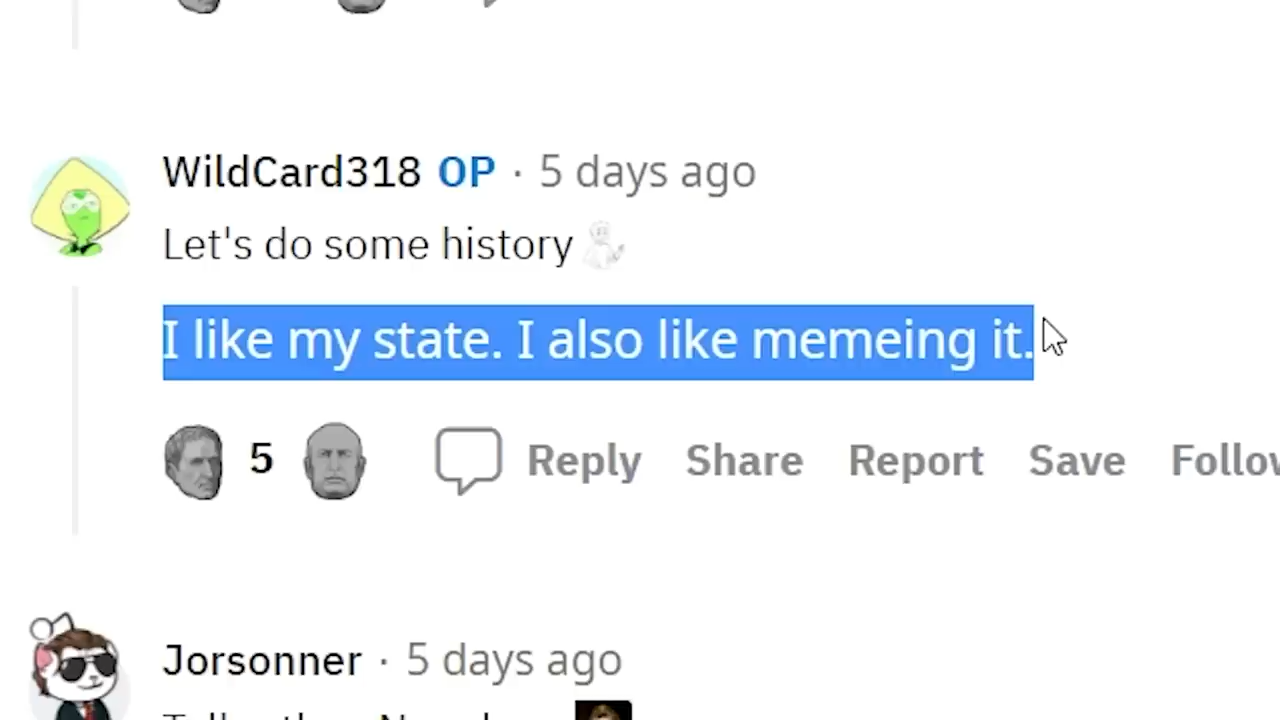 WildCard318 OP · 5 days ago
Let's do some history
I like my state. I also like memeing it.
5 Reply Share Report Save
Jorsonner · 5 days ago